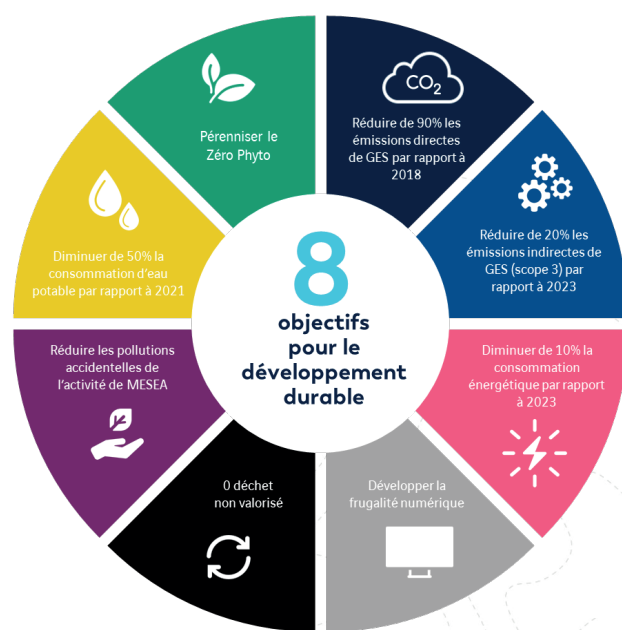 8
objectifs
pour le
développement
durable
CO₂
Réduire de 90% les
émissions directes
de GES par rapport à
2018
Réduire de 20% les
émissions indirectes de
GES (scope 3) par
rapport à 2023
Diminuer de 10% la
consommation
énergétique par rapport
à 2023
Développer la
frugalité numérique
0 déchet
non valorisé
Réduire les pollutions
accidentelles de
l'activité de MESEA
Diminuer de 50% la
consommation d'eau
potable par rapport à 2021
Pérenniser le
Zéro Phyto